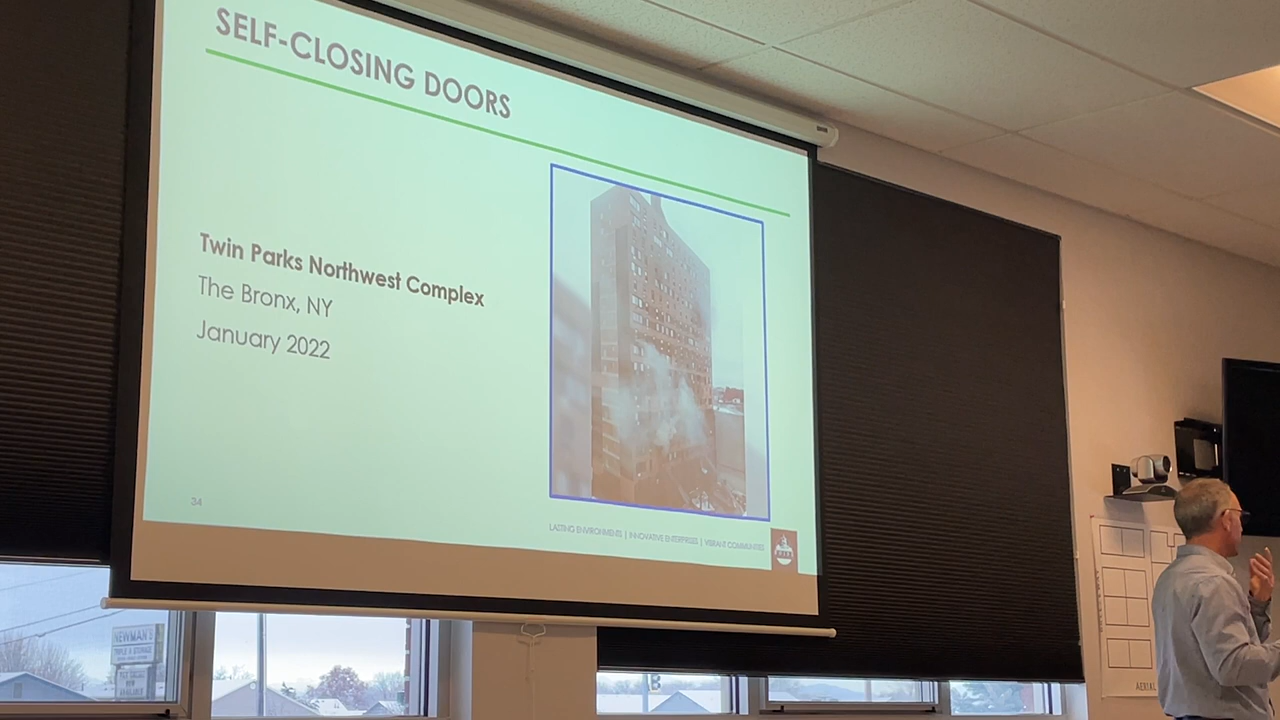 SELF-CLOSING DOORS
Twin Parks Northwest Complex
The Bronx, NY
January 2022
34
LASTING ENVIRONMENTS | INNOVATIVE ENTERPRISES | VIBRANT COMMUNITIES
NEWMAN'S
AERIAL